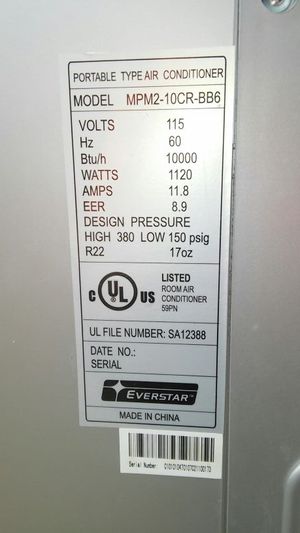 PORTABLE TYPE AIR CONDITIONER
MODEL MPM2-10CR-BB6
VOLTS 115
Hz 60
Btu/h 10000
WATTS 1120
AMPS 11.8
EER 8.9
DESIGN PRESSURE
HIGH 380 LOW 150 psig
R22 17oz
C UL US
LISTED
ROOM AIR
CONDITIONER
59PN
UL FILE NUMBER: SA12388
DATE NO.:
SERIAL
EVERSTAR
MADE IN CHINA
Serial Number: